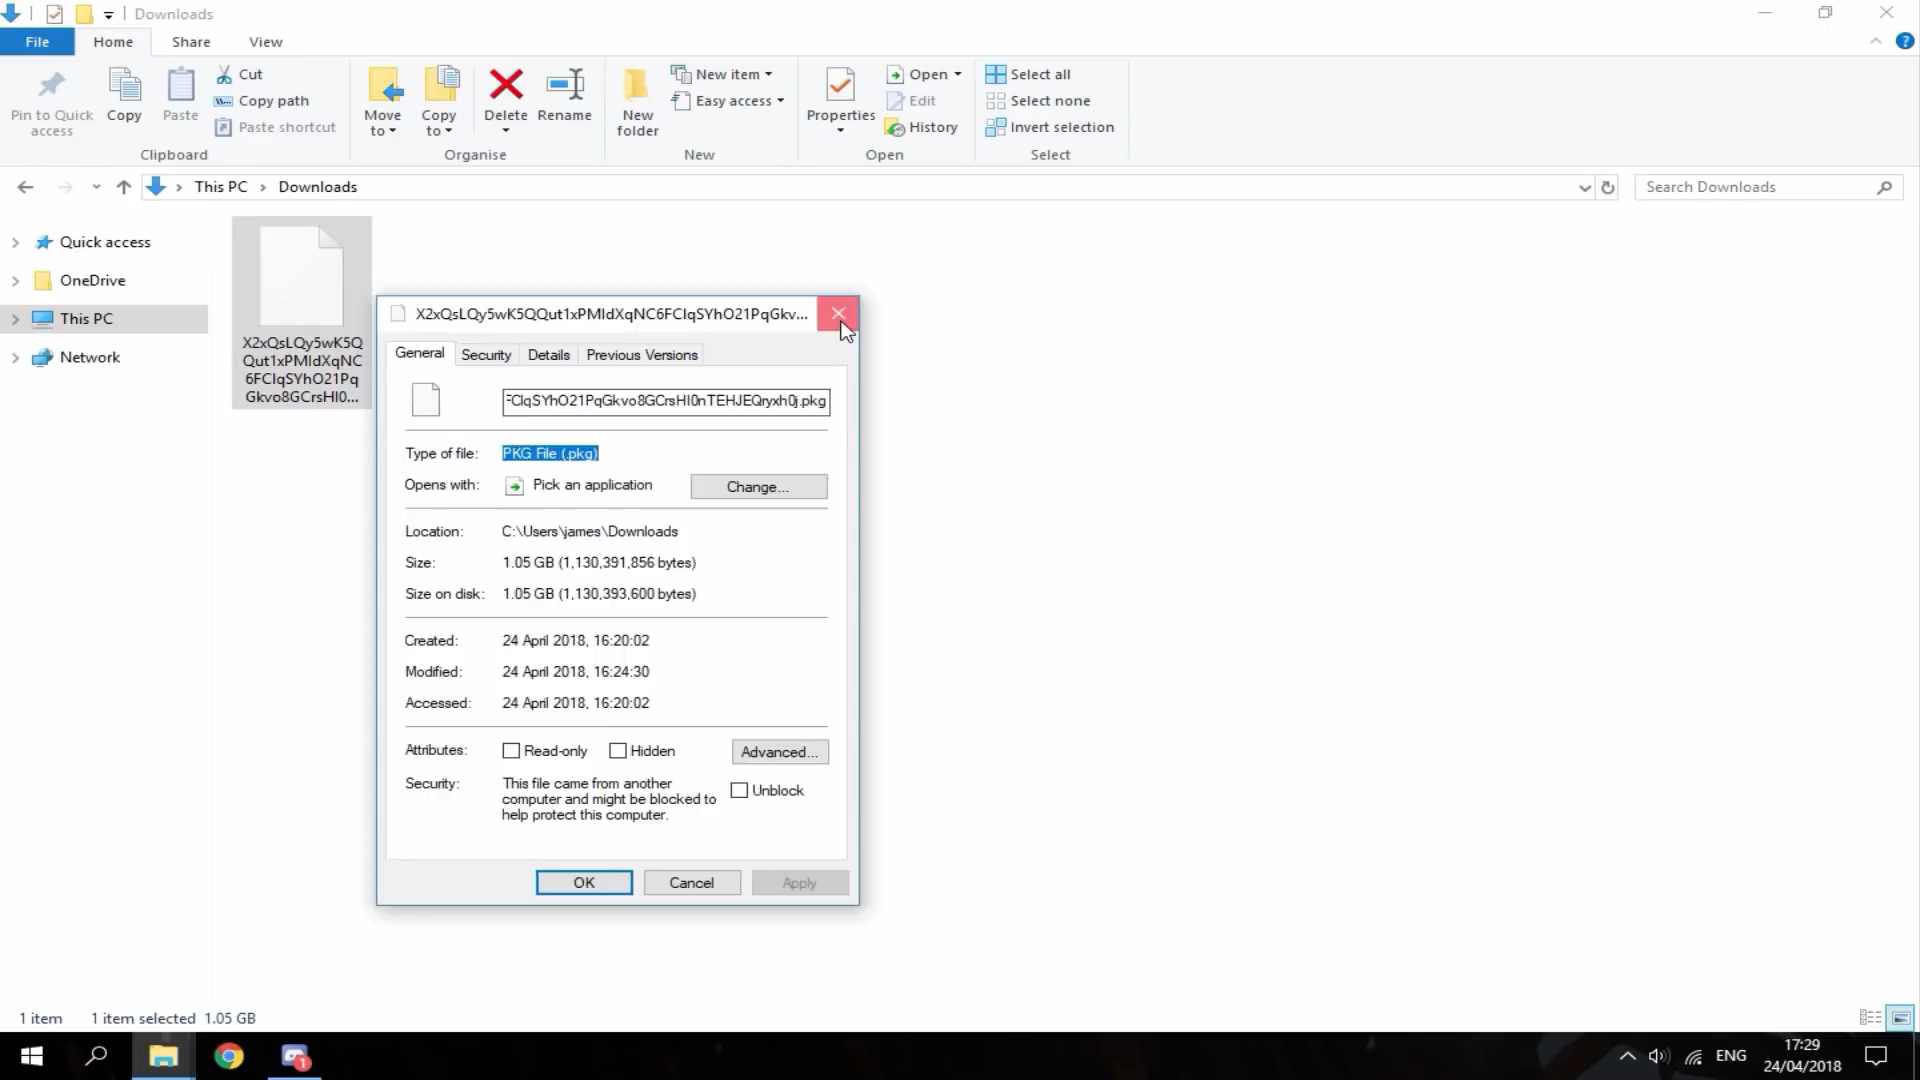 Downloads
File
Home
Share
View
Pin to Quick
access
Copy
Paste
Cut
Copy path
Paste shortcut
Clipboard
Move
to
Copy
to
Delete
Rename
Organise
New
folder
New item
Easy access
New
Properties
Open
Edit
History
Open
Select all
Select none
Invert selection
Select
This PC
Downloads
Search Downloads
Quick access
OneDrive
This PC
Network
X2xQsLQy5wK5Q
Qut1xPMIdXqNC
6FCIqSYhO21Pq
Gkvo8GCrsHI0...
X2xQsLQy5wK5QQut1xPMIdXqNC6FCIqSYhO21PqGkv...
General
Security
Details
Previous Versions
FCIqSYhO21PqGkvo8GCrsHI0nTEHJEQryxh0j.pkg
Type of file:
PKG File (.pkg)
Opens with:
Pick an application
Change...
Location:
C:\Users\james\Downloads
Size:
1.05 GB (1,130,391,856 bytes)
Size on disk:
1.05 GB (1,130,393,600 bytes)
Created:
24 April 2018, 16:20:02
Modified:
24 April 2018, 16:24:30
Accessed:
24 April 2018, 16:20:02
Attributes:
Read-only
Hidden
Advanced...
Security:
This file came from another
computer and might be blocked to
help protect this computer.
Unblock
OK
Cancel
Apply
1 item
1 item selected 1.05 GB
1
ENG
17:29
24/04/2018